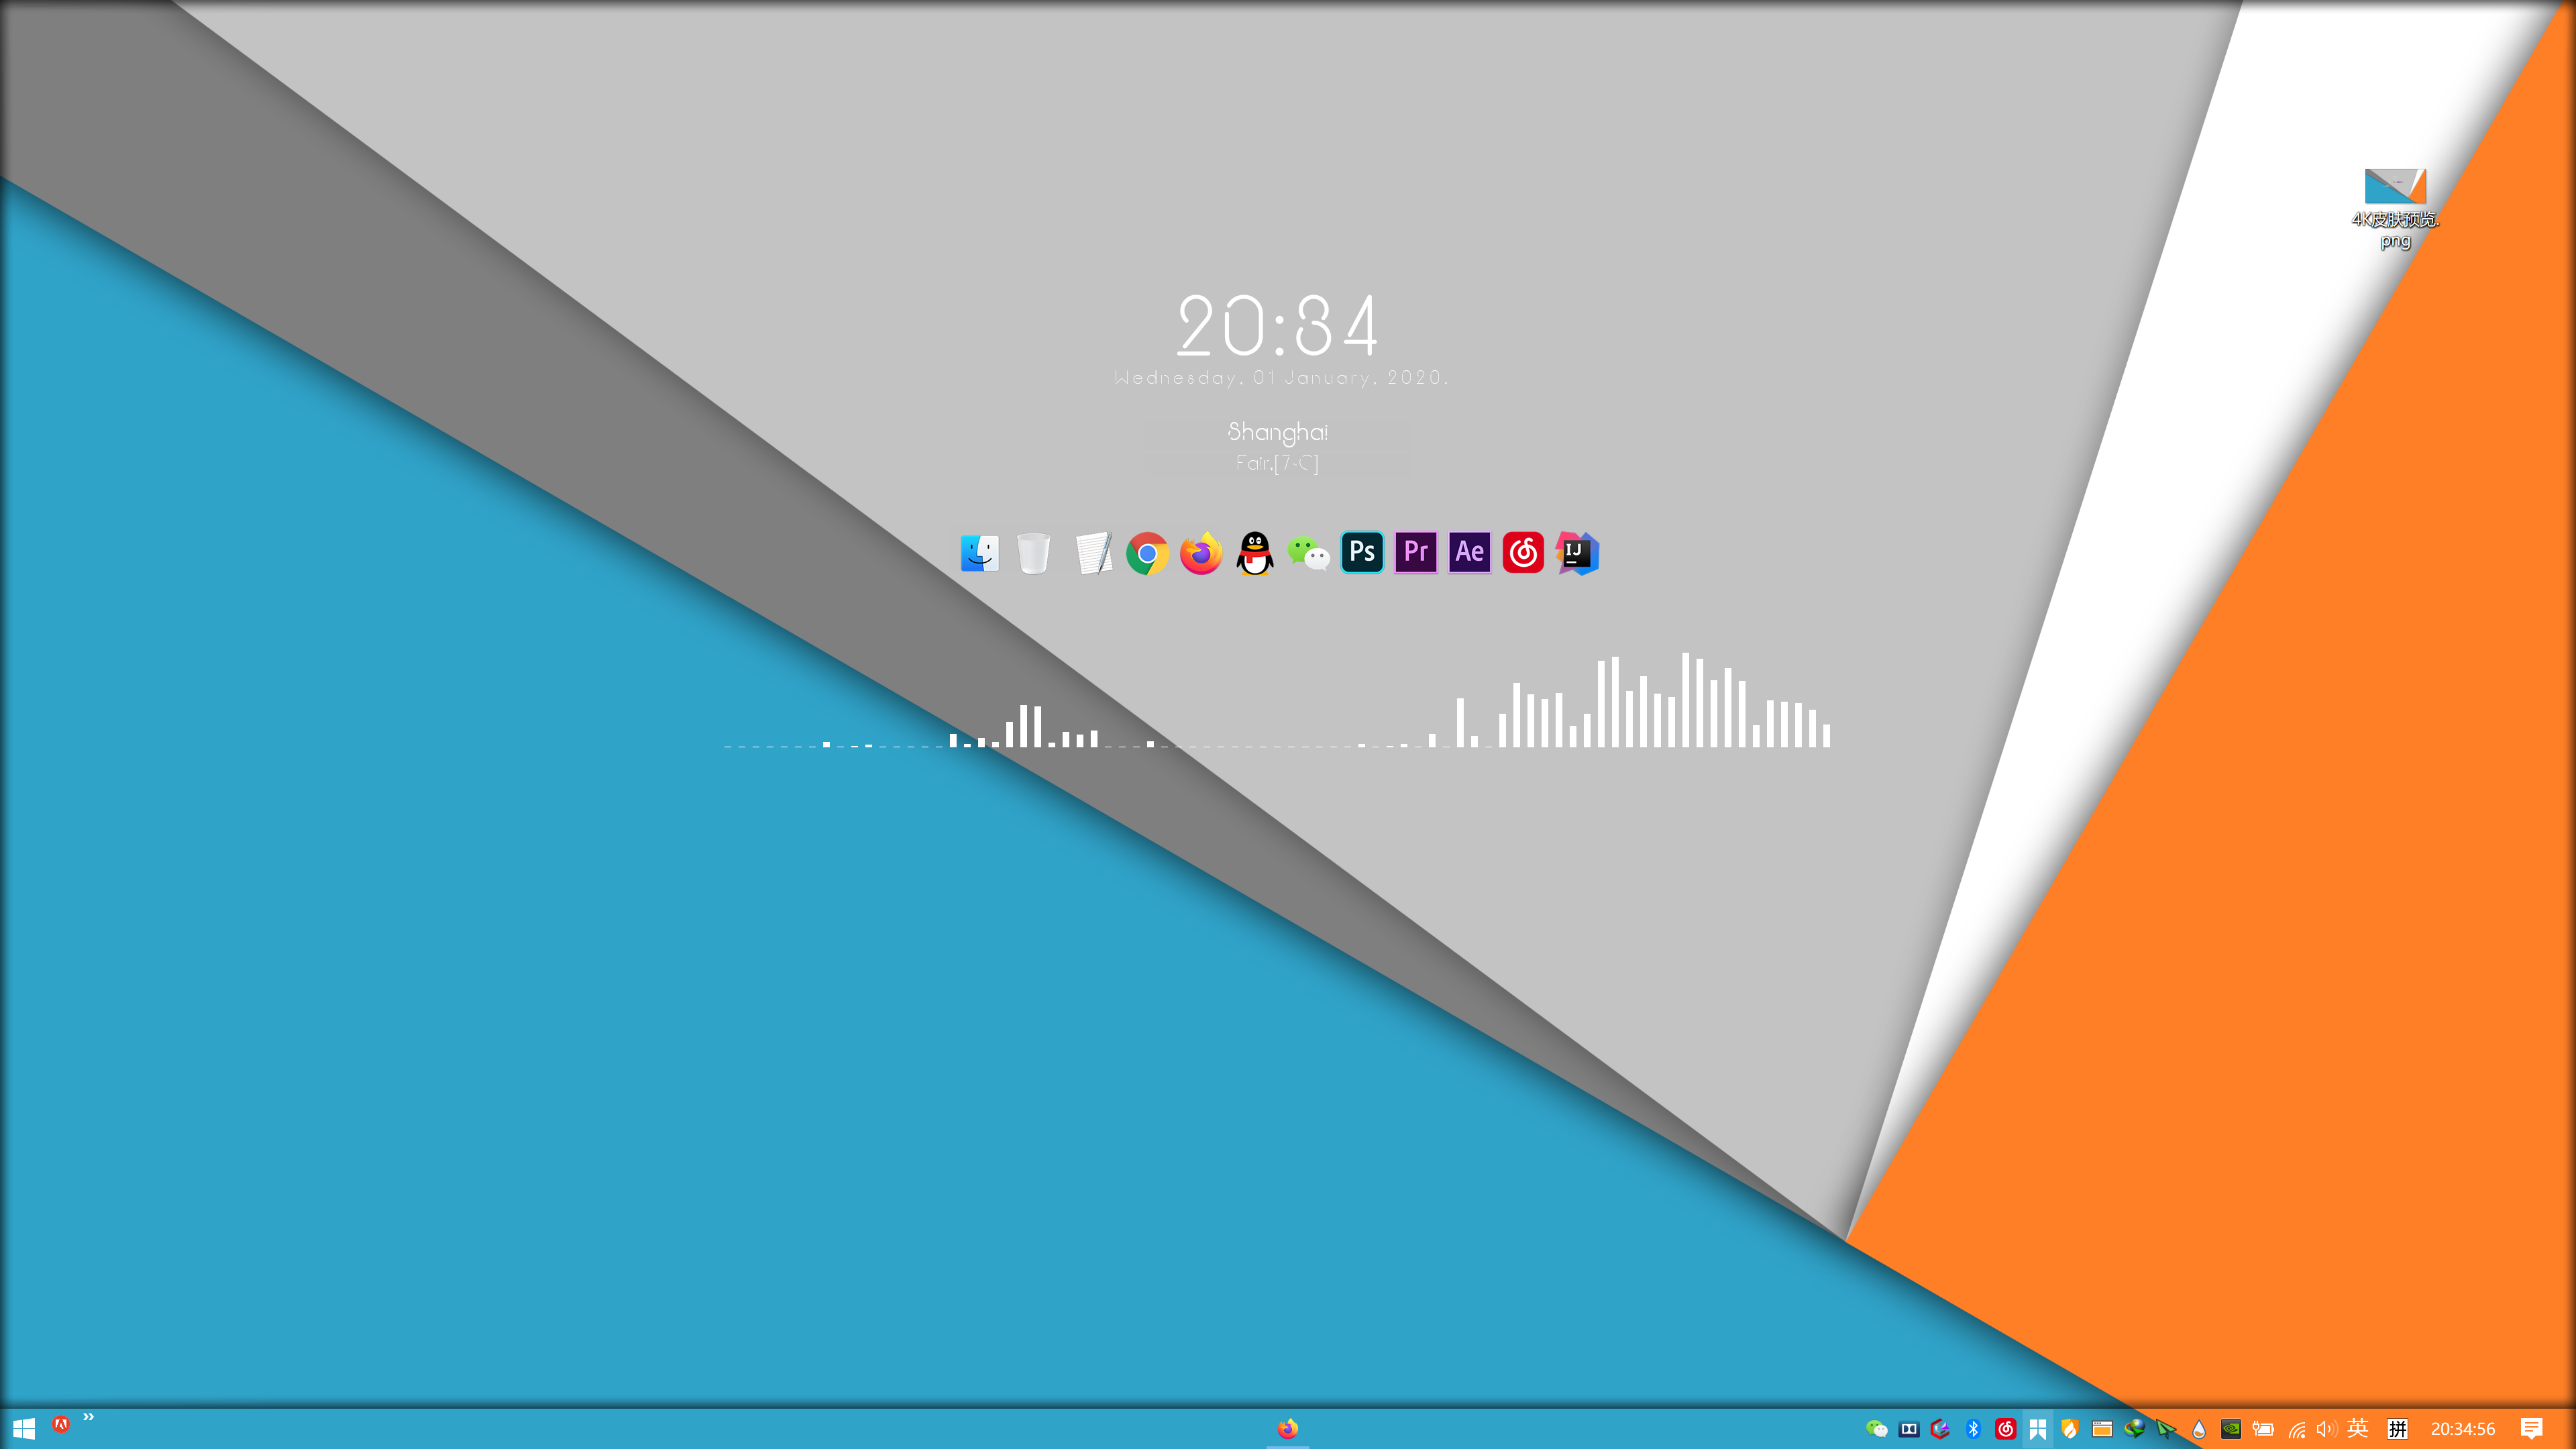 4K皮肤预览.
png
20:34
Wednesday. 01 January. 2020.
Shanghai
Fair.[7°C]
Ps
Pr
Ae
IJ
英
拼
20:34:56